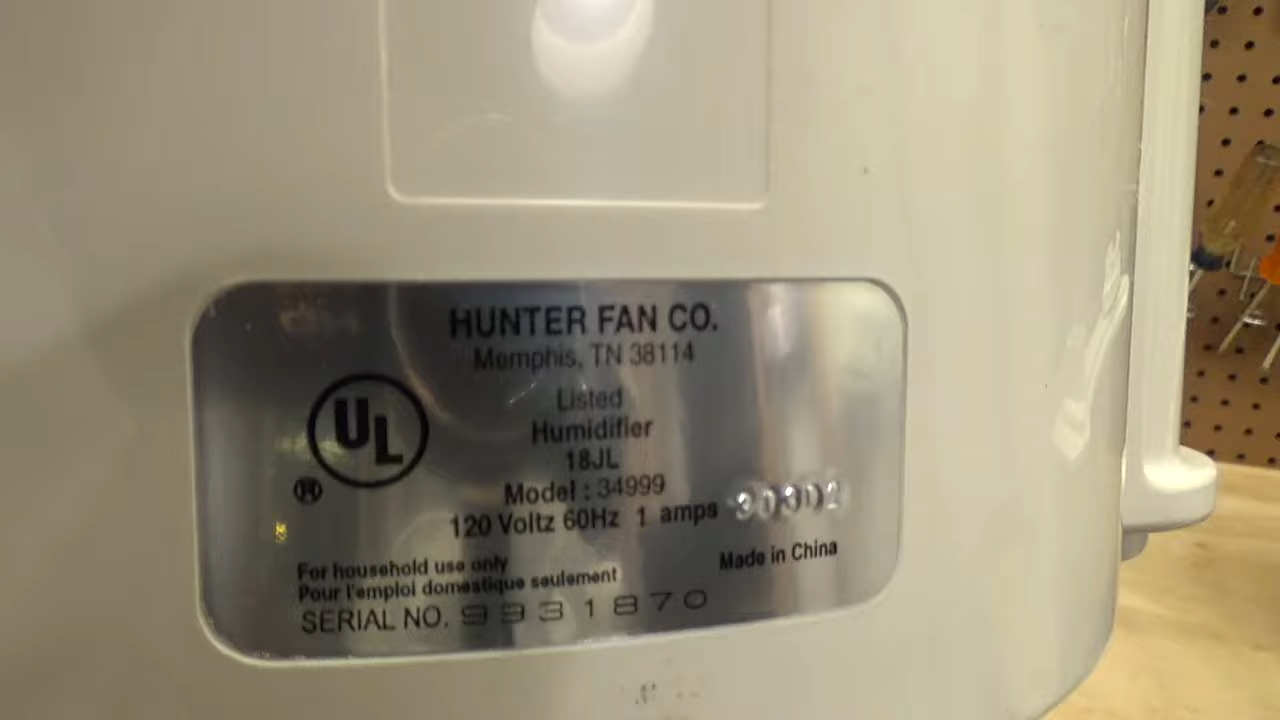 HUNTER FAN CO.
Memphis, TN 38114
Listed
Humidifier
18JL
Model : 34999
120 Voltz 60Hz 1 amps
30302
Made in China
UL
®
For household use only
Pour l'emploi domestique seulement
SERIAL NO. 9931870